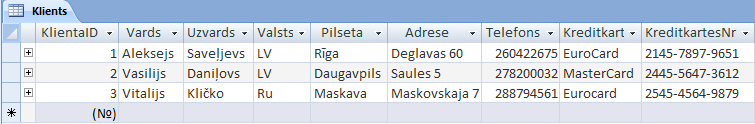 Klients
KlientaID Vards Uzvards Valsts Pilseta Adrese Telefons Kreditkart KreditkartesNr
1 Aleksejs Saveļjevs LV Rīga Deglavas 60 260422675 EuroCard 2145-7897-9651
2 Vasilijs Daniļovs LV Daugavpils Saules 5 278200032 MasterCard 2445-5647-3612
3 Vitalijs Kličko Ru Maskava Maskovskaja 7 288794561 Eurocard 2545-4564-9879
(№)